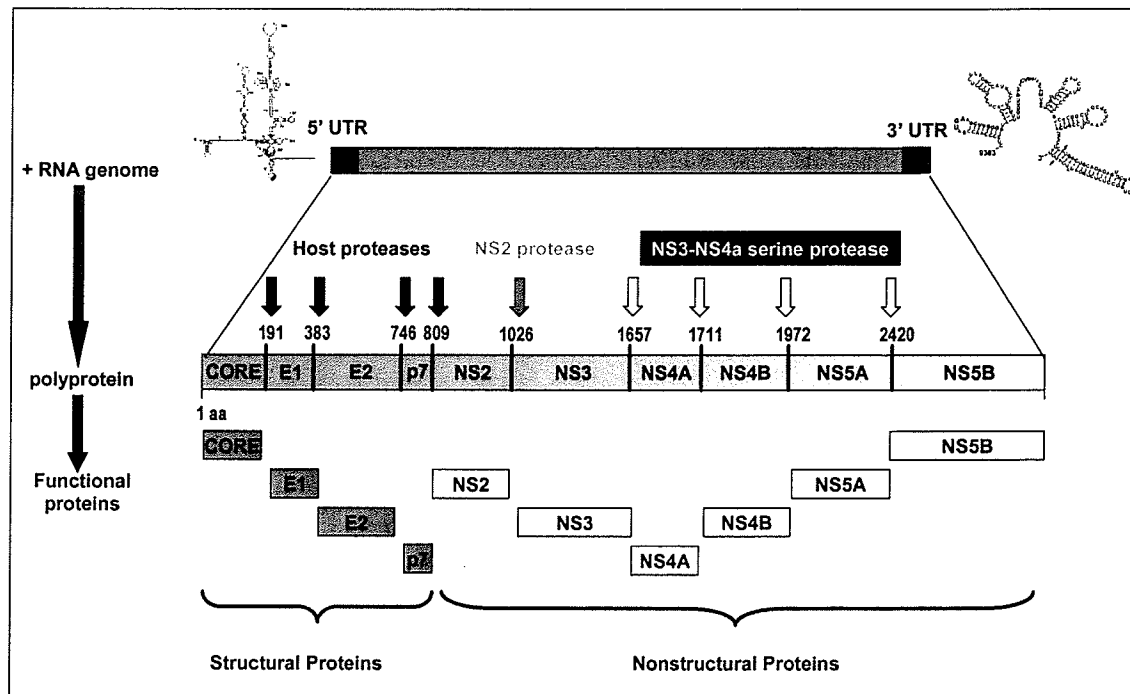 5' UTR
3' UTR
9383
+ RNA genome
Host proteases
NS2 protease
NS3-NS4a serine protease
191 383 746 809 1026 1657 1711 1972 2420
polyprotein
CORE E1 E2 p7 NS2 NS3 NS4A NS4B NS5A NS5B
1 aa
CORE
NS5B
Functional
proteins
E1
NS2
NS5A
E2
NS3
NS4B
p7
NS4A
Structural Proteins
Nonstructural Proteins